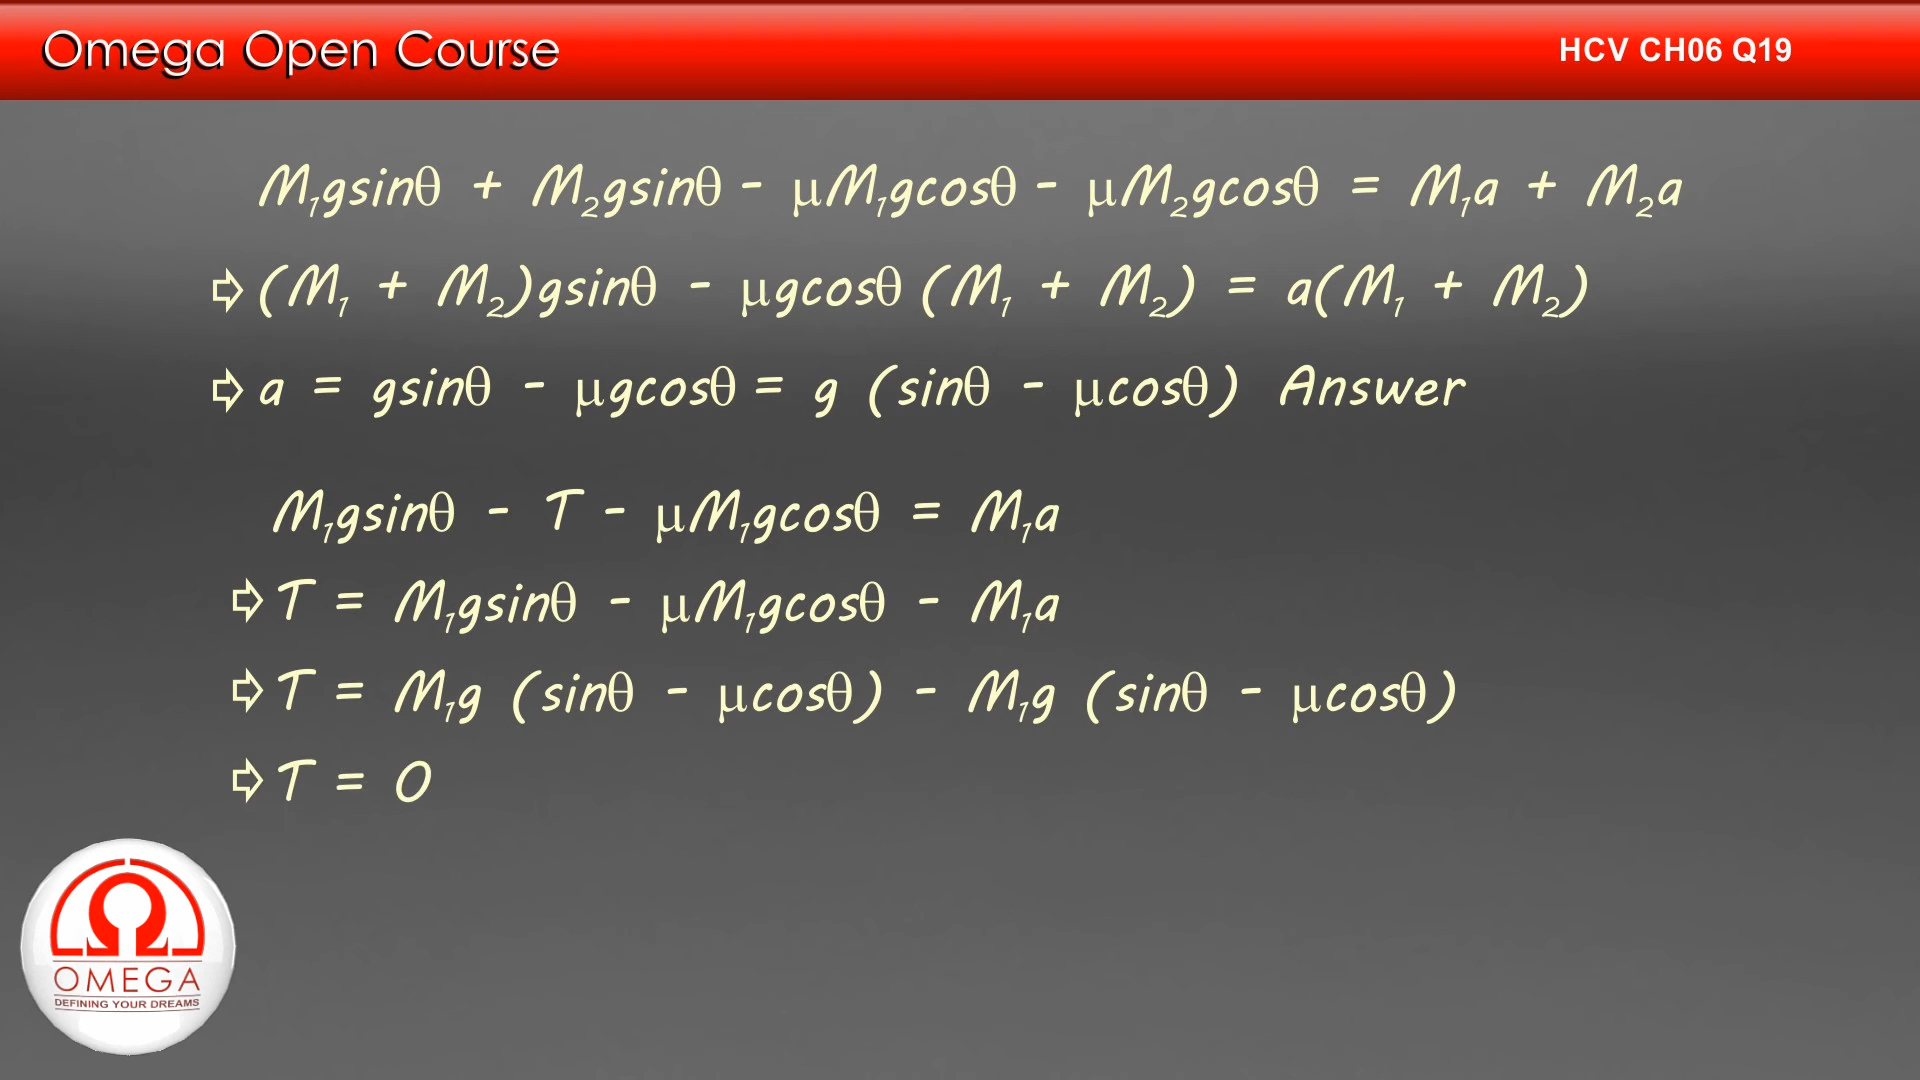 Omega Open Course
HCV CH06 Q19
M₁gsinθ + M₂gsinθ - μM₁gcosθ - μM₂gcosθ = M₁a + M₂a
⇨ (M₁ + M₂)gsinθ - μgcosθ (M₁ + M₂) = a(M₁ + M₂)
⇨ a = gsinθ - μgcosθ = g (sinθ - μcosθ) Answer
M₁gsinθ - T - μM₁gcosθ = M₁a
⇨ T = M₁gsinθ - μM₁gcosθ - M₁a
⇨ T = M₁g (sinθ - μcosθ) - M₁g (sinθ - μcosθ)
⇨ T = 0
OMEGA
DEFINING YOUR DREAMS